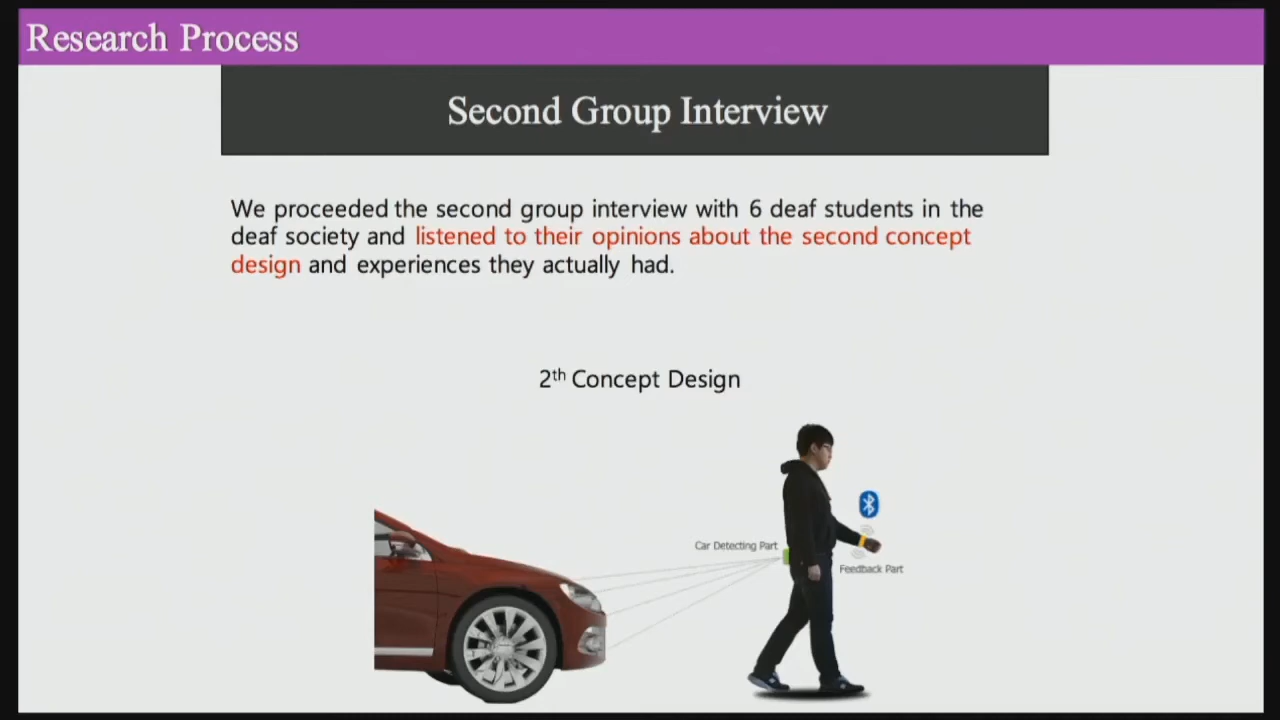 Research Process
Second Group Interview
We proceeded the second group interview with 6 deaf students in the
deaf society and listened to their opinions about the second concept
design and experiences they actually had.
2th Concept Design
Car Detecting Part
Feedback Part